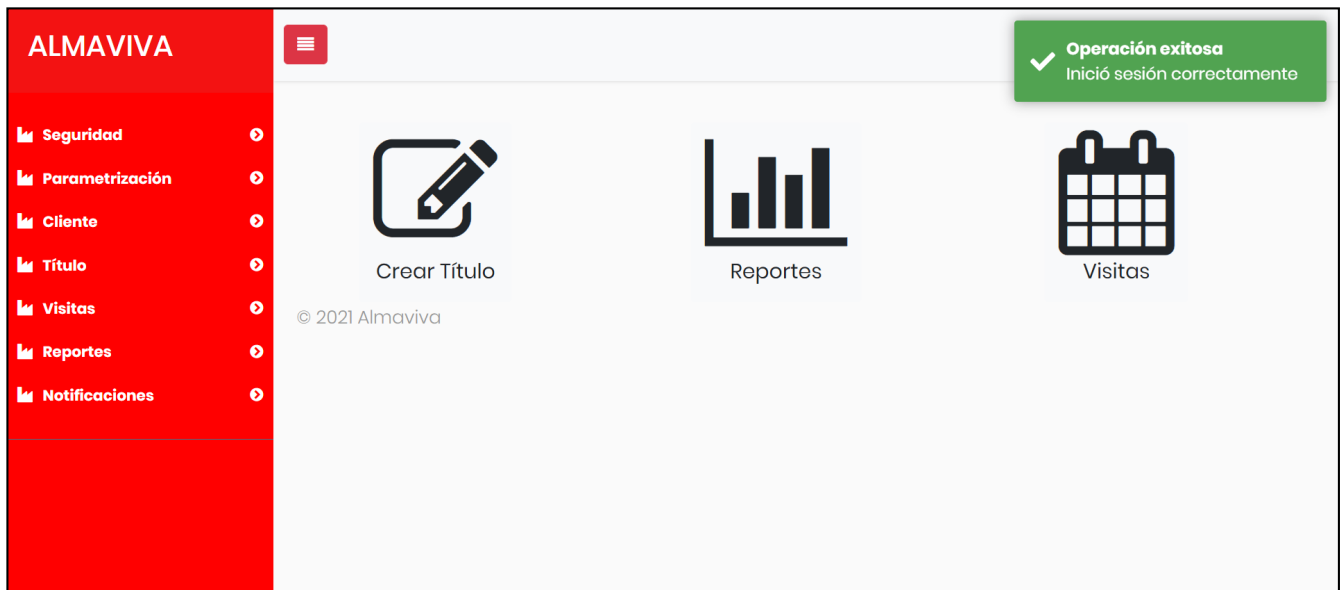 ALMAVIVA
Operación exitosa
Inició sesión correctamente
Seguridad
Parametrización
Cliente
Título
Visitas
Reportes
Notificaciones
Crear Título
Reportes
Visitas
© 2021 Almaviva